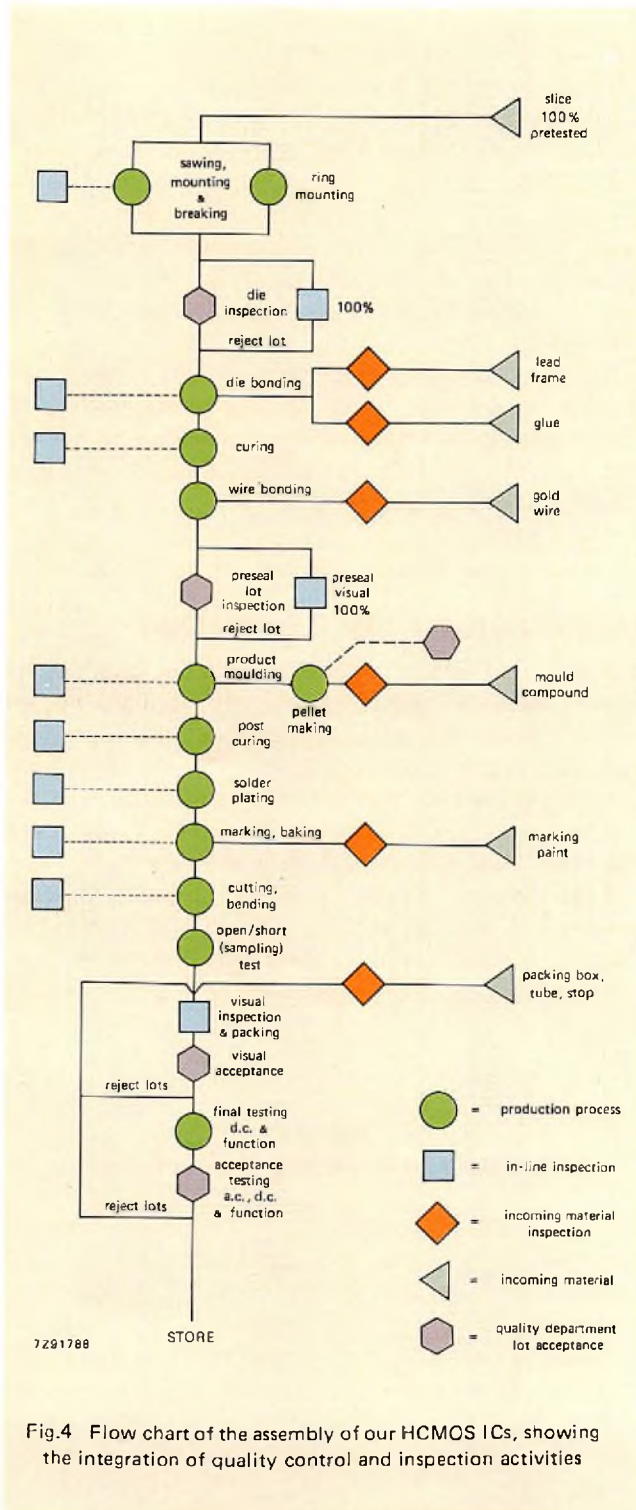 slice
100%
pretested
sawing,
mounting
&
breaking
ring
mounting
die
inspection
100%
reject lot
die bonding
lead
frame
glue
curing
wire bonding
gold
wire
preseal
lot
inspection
preseal
visual
100%
reject lot
product
moulding
pellet
making
mould
compound
post
curing
solder
plating
marking, baking
marking
paint
cutting,
bending
open/short
(sampling)
test
packing box,
tube, stop
visual
inspection
& packing
visual
acceptance
reject lots
final testing
d.c. &
function
acceptance
testing
a.c., d.c.
& function
reject lots
STORE
7Z91788
= production process
= in-line inspection
= incoming material
inspection
= incoming material
= quality department
lot acceptance
Fig.4 Flow chart of the assembly of our HCMOS ICs, showing
the integration of quality control and inspection activities